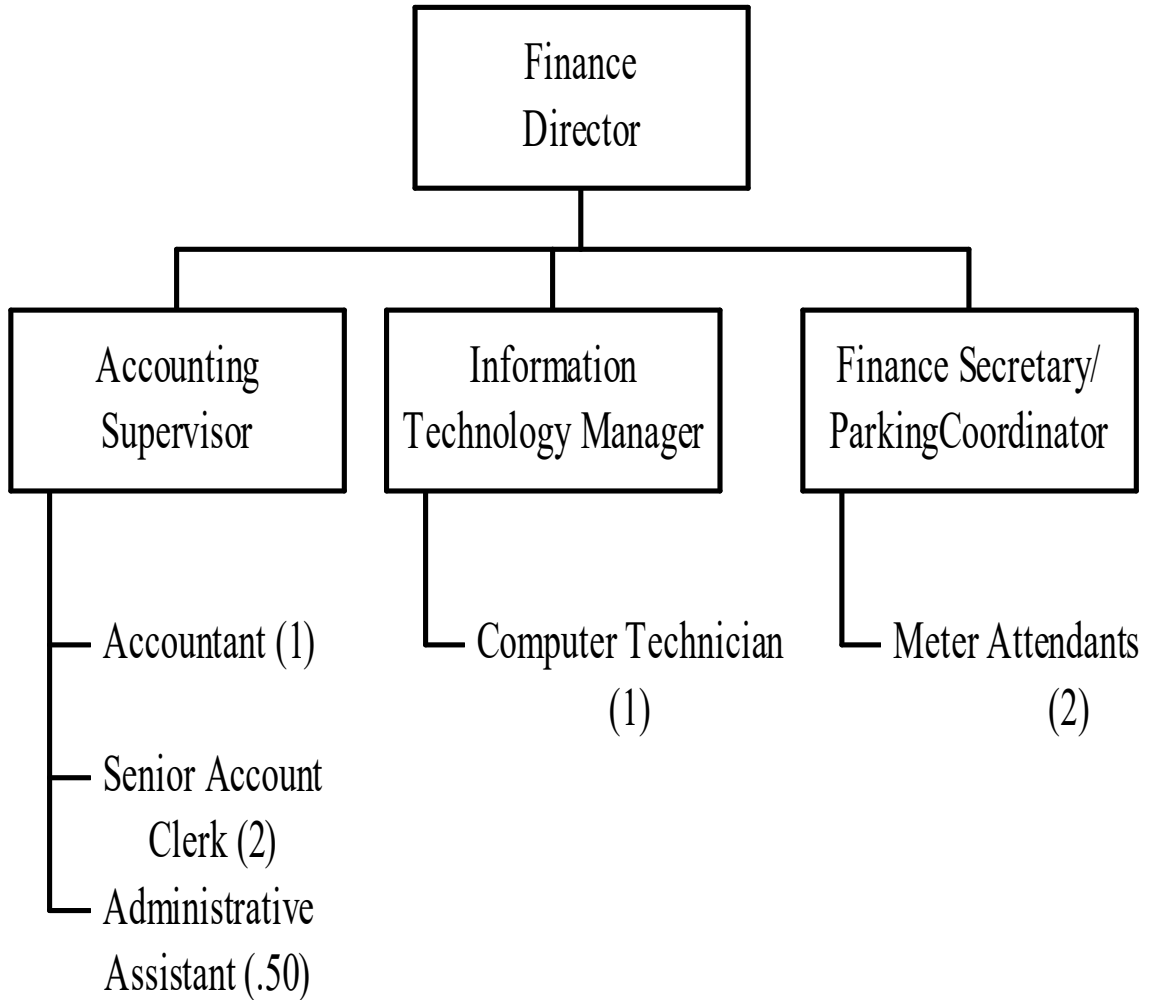 Finance
Director
Accounting
Supervisor
Information
Technology Manager
Finance Secretary/
ParkingCoordinator
Accountant (1)
Senior Account
Clerk (2)
Administrative
Assistant (.50)
Computer Technician
(1)
Meter Attendants
(2)